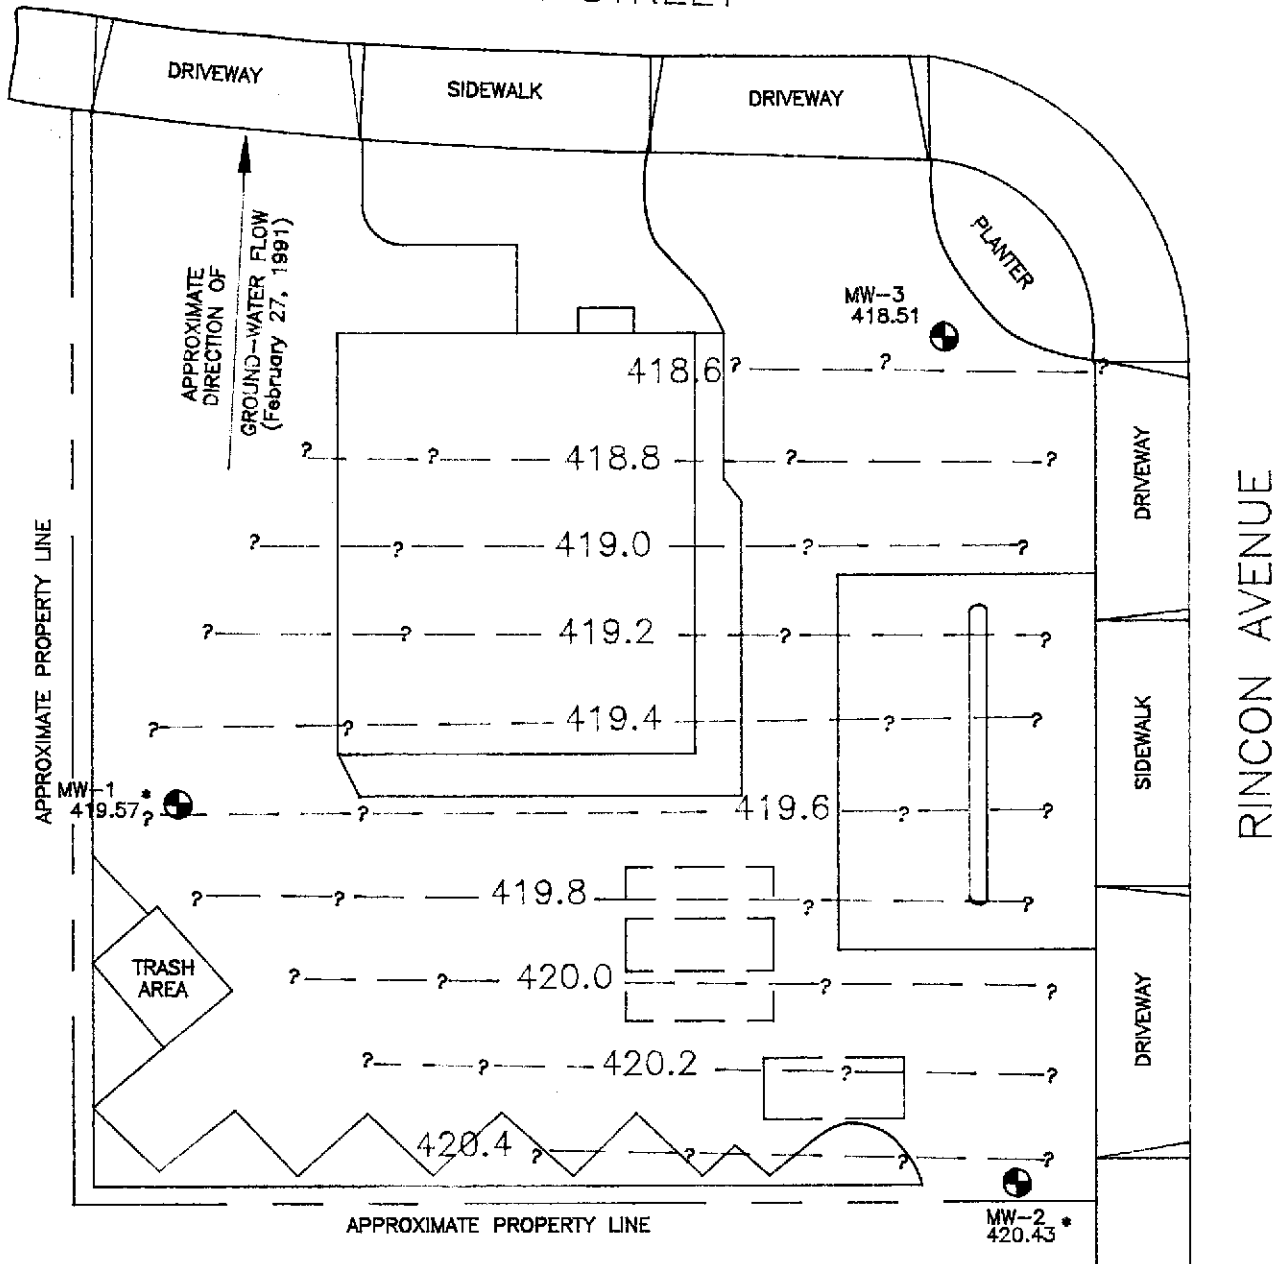 DRIVEWAY
SIDEWALK
DRIVEWAY
APPROXIMATE
DIRECTION OF
GROUND-WATER FLOW
(February 27, 1991)
PLANTER
MW-3
418.51
418.6 ? ? ?
? ? 418.8 ? ?
? ? 419.0 ? ?
? ? 419.2 ? ?
? ? 419.4 ? ?
MW-1 *
419.57
? ? 419.6 ? ?
? ? 419.8 ? ?
? ? 420.0 ? ?
? ? 420.2 ? ?
420.4 ? ? ? ?
TRASH
AREA
APPROXIMATE PROPERTY LINE
APPROXIMATE PROPERTY LINE
MW-2 *
420.43
DRIVEWAY
SIDEWALK
DRIVEWAY
RINCON AVENUE